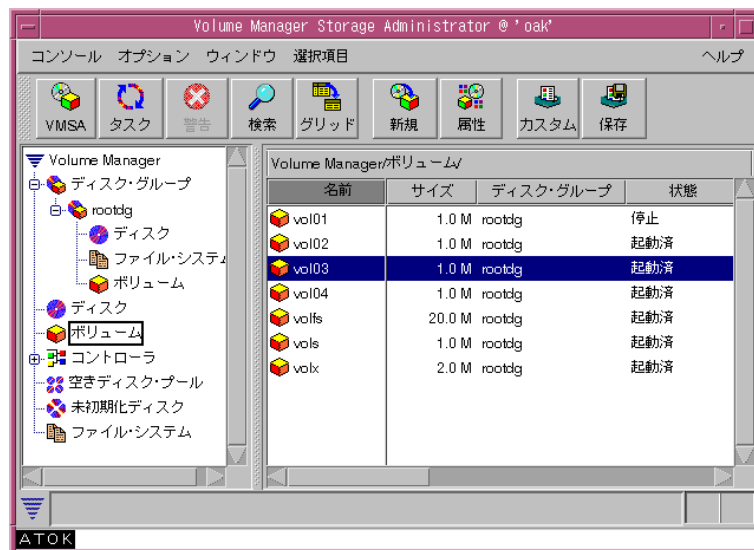 Volume Manager Storage Administrator @ 'oak'
コンソール オプション ウィンドウ 選択項目 ヘルプ
VMSA タスク 警告 検索 グリッド 新規 属性 カスタム 保存
Volume Manager
ディスク・グループ
rootdg
ディスク
ファイル・システム
ボリューム
ディスク
ボリューム
コントローラ
空きディスク・プール
未初期化ディスク
ファイル・システム
Volume Manager/ボリューム/
名前 サイズ ディスク・グループ 状態
vol01 1.0 M rootdg 停止
vol02 1.0 M rootdg 起動済
vol03 1.0 M rootdg 起動済
vol04 1.0 M rootdg 起動済
volfs 20.0 M rootdg 起動済
vols 1.0 M rootdg 起動済
volx 2.0 M rootdg 起動済
ATOK